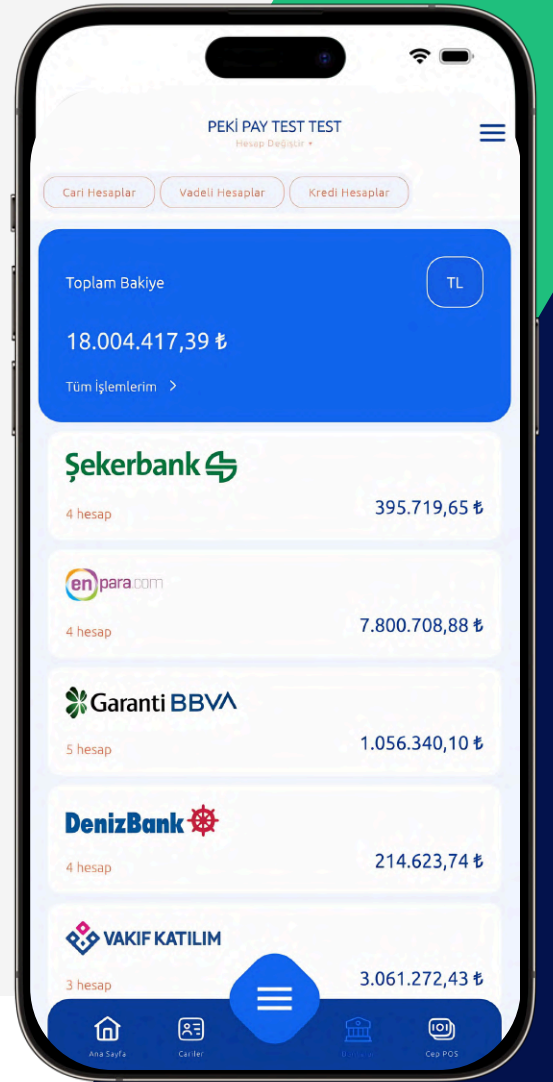 PEKİ PAY TEST TEST
Hesap Değiştir
Cari Hesaplar
Vadeli Hesaplar
Kredi Hesaplar
Toplam Bakiye
TL
18.004.417,39 ₺
Tüm İşlemlerim >
Şekerbank
4 hesap
395.719,65 ₺
enpara.com
4 hesap
7.800.708,88 ₺
Garanti BBVA
5 hesap
1.056.340,10 ₺
DenizBank
4 hesap
214.623,74 ₺
VAKIF KATILIM
3 hesap
3.061.272,43 ₺
Ana Sayfa
Cariler
Cep POS